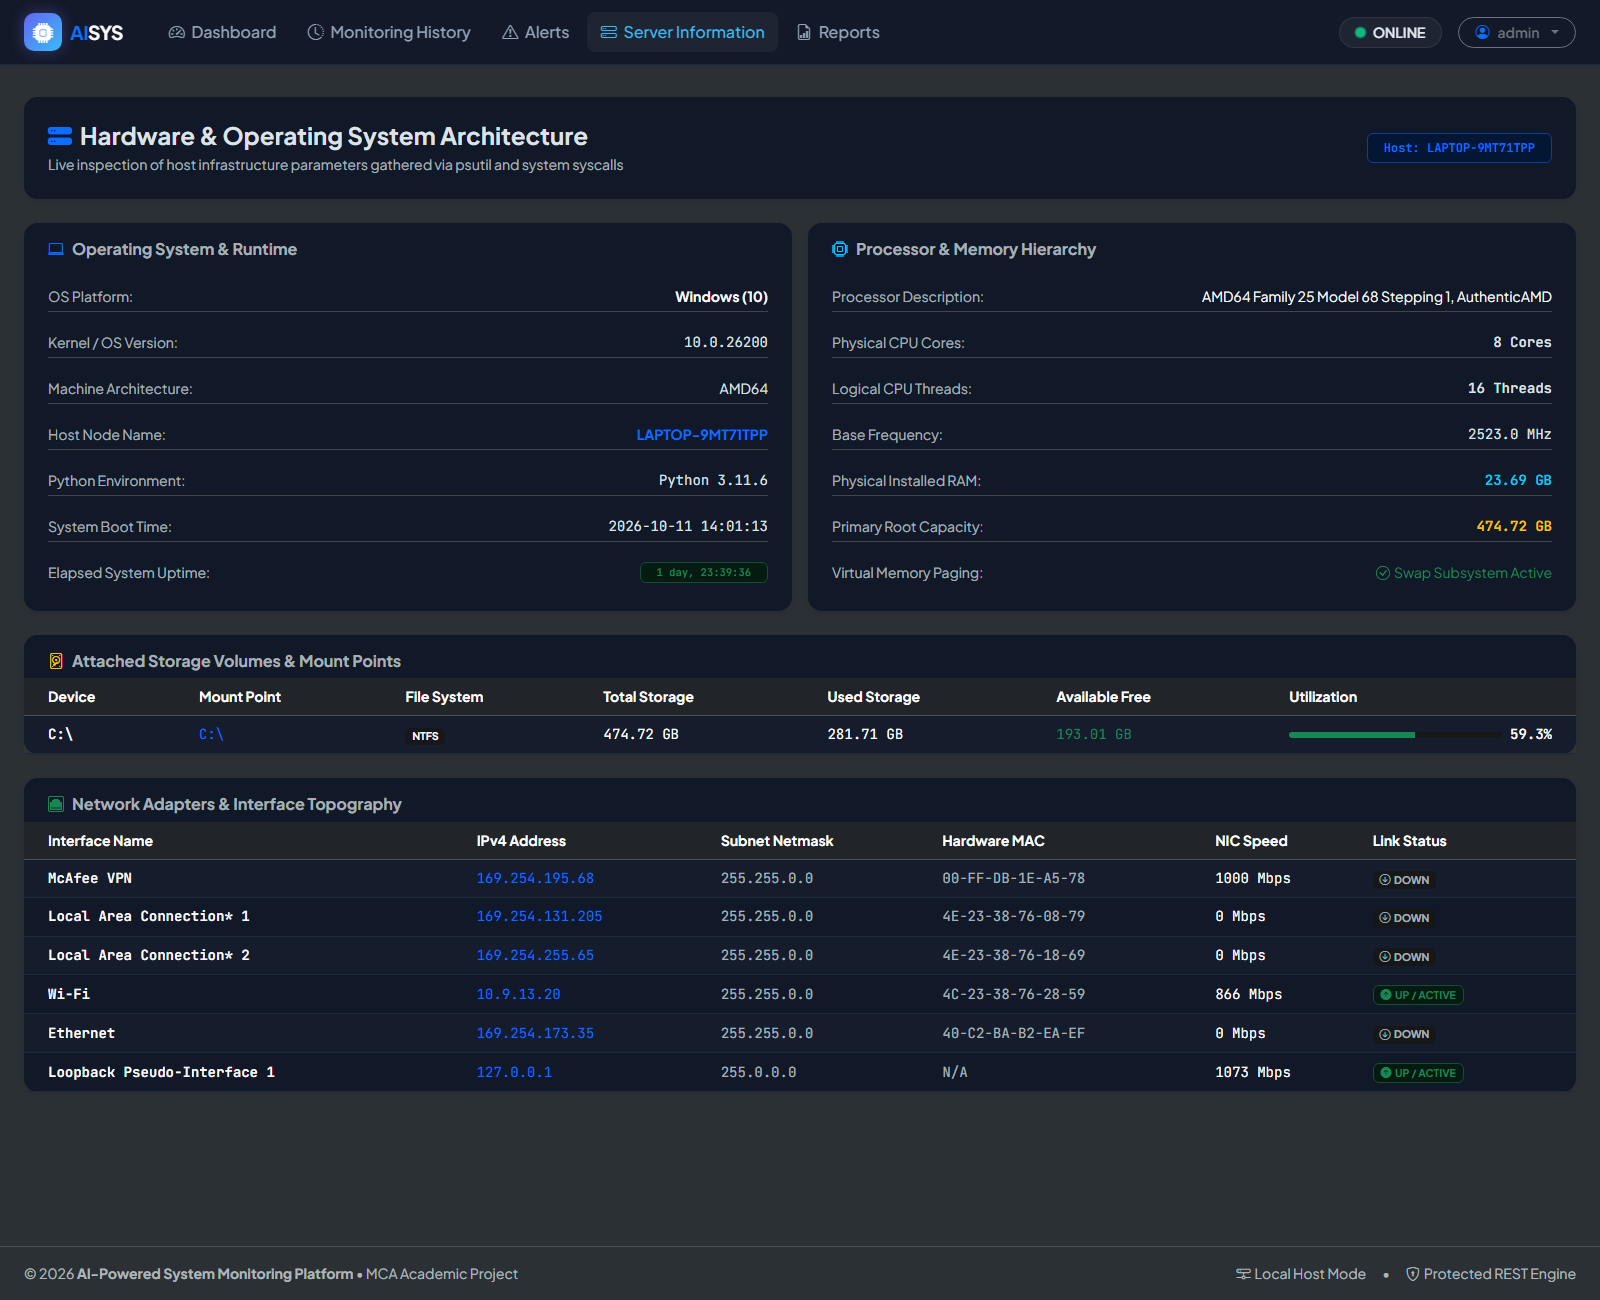 AISYS Dashboard Monitoring History Alerts Server Information Reports ONLINE admin
Hardware & Operating System Architecture
Live inspection of host infrastructure parameters gathered via psutil and system syscalls
Host: LAPTOP-9MT71TPP
Operating System & Runtime
OS Platform: Windows (10)
Kernel / OS Version: 10.0.26200
Machine Architecture: AMD64
Host Node Name: LAPTOP-9MT71TPP
Python Environment: Python 3.11.6
System Boot Time: 2026-10-11 14:01:13
Elapsed System Uptime: 1 day, 23:39:36
Processor & Memory Hierarchy
Processor Description: AMD64 Family 25 Model 68 Stepping 1, AuthenticAMD
Physical CPU Cores: 8 Cores
Logical CPU Threads: 16 Threads
Base Frequency: 2523.0 MHz
Physical Installed RAM: 23.69 GB
Primary Root Capacity: 474.72 GB
Virtual Memory Paging: Swap Subsystem Active
Attached Storage Volumes & Mount Points
Device Mount Point File System Total Storage Used Storage Available Free Utilization
C:\ C:\ NTFS 474.72 GB 281.71 GB 193.01 GB 59.3%
Network Adapters & Interface Topography
Interface Name IPv4 Address Subnet Netmask Hardware MAC NIC Speed Link Status
McAfee VPN 169.254.195.68 255.255.0.0 00-FF-DB-1E-A5-78 1000 Mbps DOWN
Local Area Connection* 1 169.254.131.205 255.255.0.0 4E-23-38-76-08-79 0 Mbps DOWN
Local Area Connection* 2 169.254.255.65 255.255.0.0 4E-23-38-76-18-69 0 Mbps DOWN
Wi-Fi 10.9.13.20 255.255.0.0 4C-23-38-76-28-59 866 Mbps UP / ACTIVE
Ethernet 169.254.173.35 255.255.0.0 40-C2-BA-B2-EA-EF 0 Mbps DOWN
Loopback Pseudo-Interface 1 127.0.0.1 255.0.0.0 N/A 1073 Mbps UP / ACTIVE
© 2026 AI-Powered System Monitoring Platform • MCA Academic Project Local Host Mode • Protected REST Engine